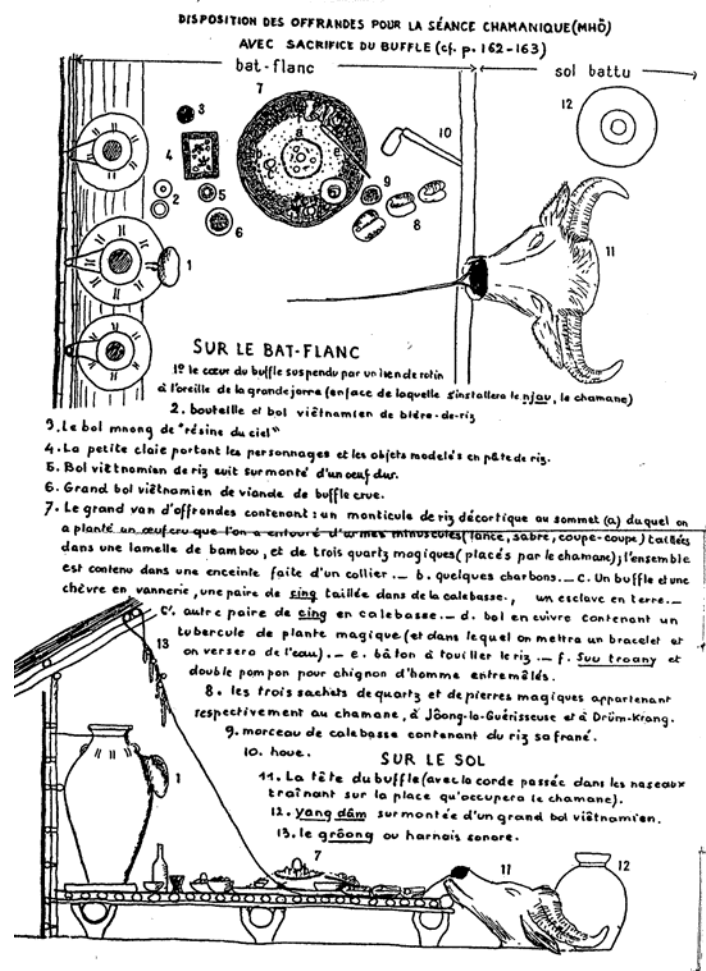 DISPOSITION DES OFFRANDES POUR LA SÉANCE CHAMANIQUE (MHÖ)
AVEC SACRIFICE DU BUFFLE (cf. p. 162-163)
bat-flanc
sol battu
7
12
3
10
4
a
b
e
9
2
5
8
6
1
11
SUR LE BAT-FLANC
1º le cœur du buffle suspendu par un lien de rotin
à l'oreille de la grande jarre (en face de laquelle s'installera le njau, le chamane)
2. bouteille et bol viêtnamien de bière-de-riz
3. Le bol mnong de "résine du ciel"
4. La petite claie portant les personnages et les objets modelés en pâte de riz.
5. Bol viêtnamien de riz cuit surmonté d'un œuf dur.
6. Grand bol viêtnamien de viande de buffle crue.
7. Le grand van d'offrandes contenant : un monticule de riz décortiqué au sommet (a) duquel on
a planté un œuf cru que l'on a entouré d'armes minuscules (lance, sabre, coupe-coupe) taillées
dans une lamelle de bambou, et de trois quartz magiques (placés par le chamane) ; l'ensemble
est contenu dans une enceinte faite d'un collier. — b. quelques charbons. — c. Un buffle et une
chèvre en vannerie, une paire de cing taillée dans de la calebasse, un esclave en terre. —
c'. autre paire de cing en calebasse. — d. bol en cuivre contenant un
tubercule de plante magique (et dans lequel on mettra un bracelet et
on versera de l'eau). — e. bâton à touiller le riz. — f. Suu troany et
double pompon pour chignon d'homme entremêlés.
8. les trois sachets de quartz et de pierres magiques appartenant
respectivement au chamane, à Jôong-la-Guérisseuse et à Drüm-Krang.
9. morceau de calebasse contenant du riz safrané.
10. houe.
SUR LE SOL
11. La tête du buffle (avec la corde passée dans les naseaux
traînant sur la place qu'occupera le chamane).
12. yang dâm surmontée d'un grand bol viêtnamien.
13. le grôong ou harnais sonore.
13
1
7
11
12